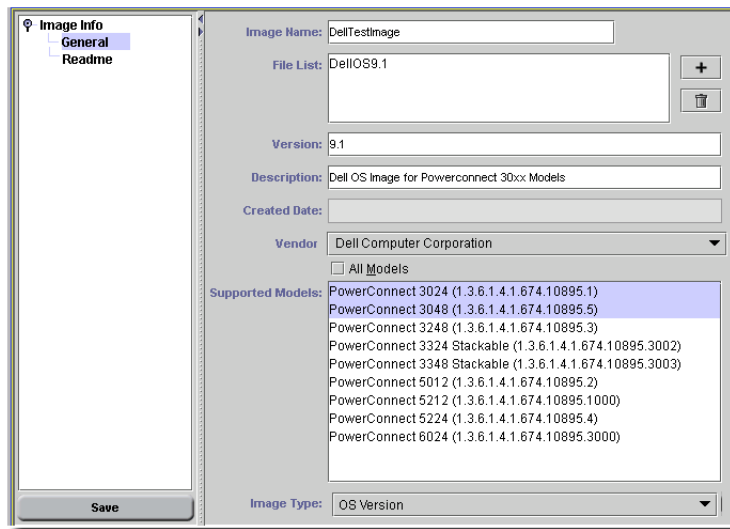 Image Info
General
Readme
Save
Image Name: DellTestImage
File List: DellOS9.1
Version: 9.1
Description: Dell OS Image for Powerconnect 30xx Models
Created Date:
Vendor Dell Computer Corporation
All Models
Supported Models: PowerConnect 3024 (1.3.6.1.4.1.674.10895.1)
PowerConnect 3048 (1.3.6.1.4.1.674.10895.5)
PowerConnect 3248 (1.3.6.1.4.1.674.10895.3)
PowerConnect 3324 Stackable (1.3.6.1.4.1.674.10895.3002)
PowerConnect 3348 Stackable (1.3.6.1.4.1.674.10895.3003)
PowerConnect 5012 (1.3.6.1.4.1.674.10895.2)
PowerConnect 5212 (1.3.6.1.4.1.674.10895.1000)
PowerConnect 5224 (1.3.6.1.4.1.674.10895.4)
PowerConnect 6024 (1.3.6.1.4.1.674.10895.3000)
Image Type: OS Version